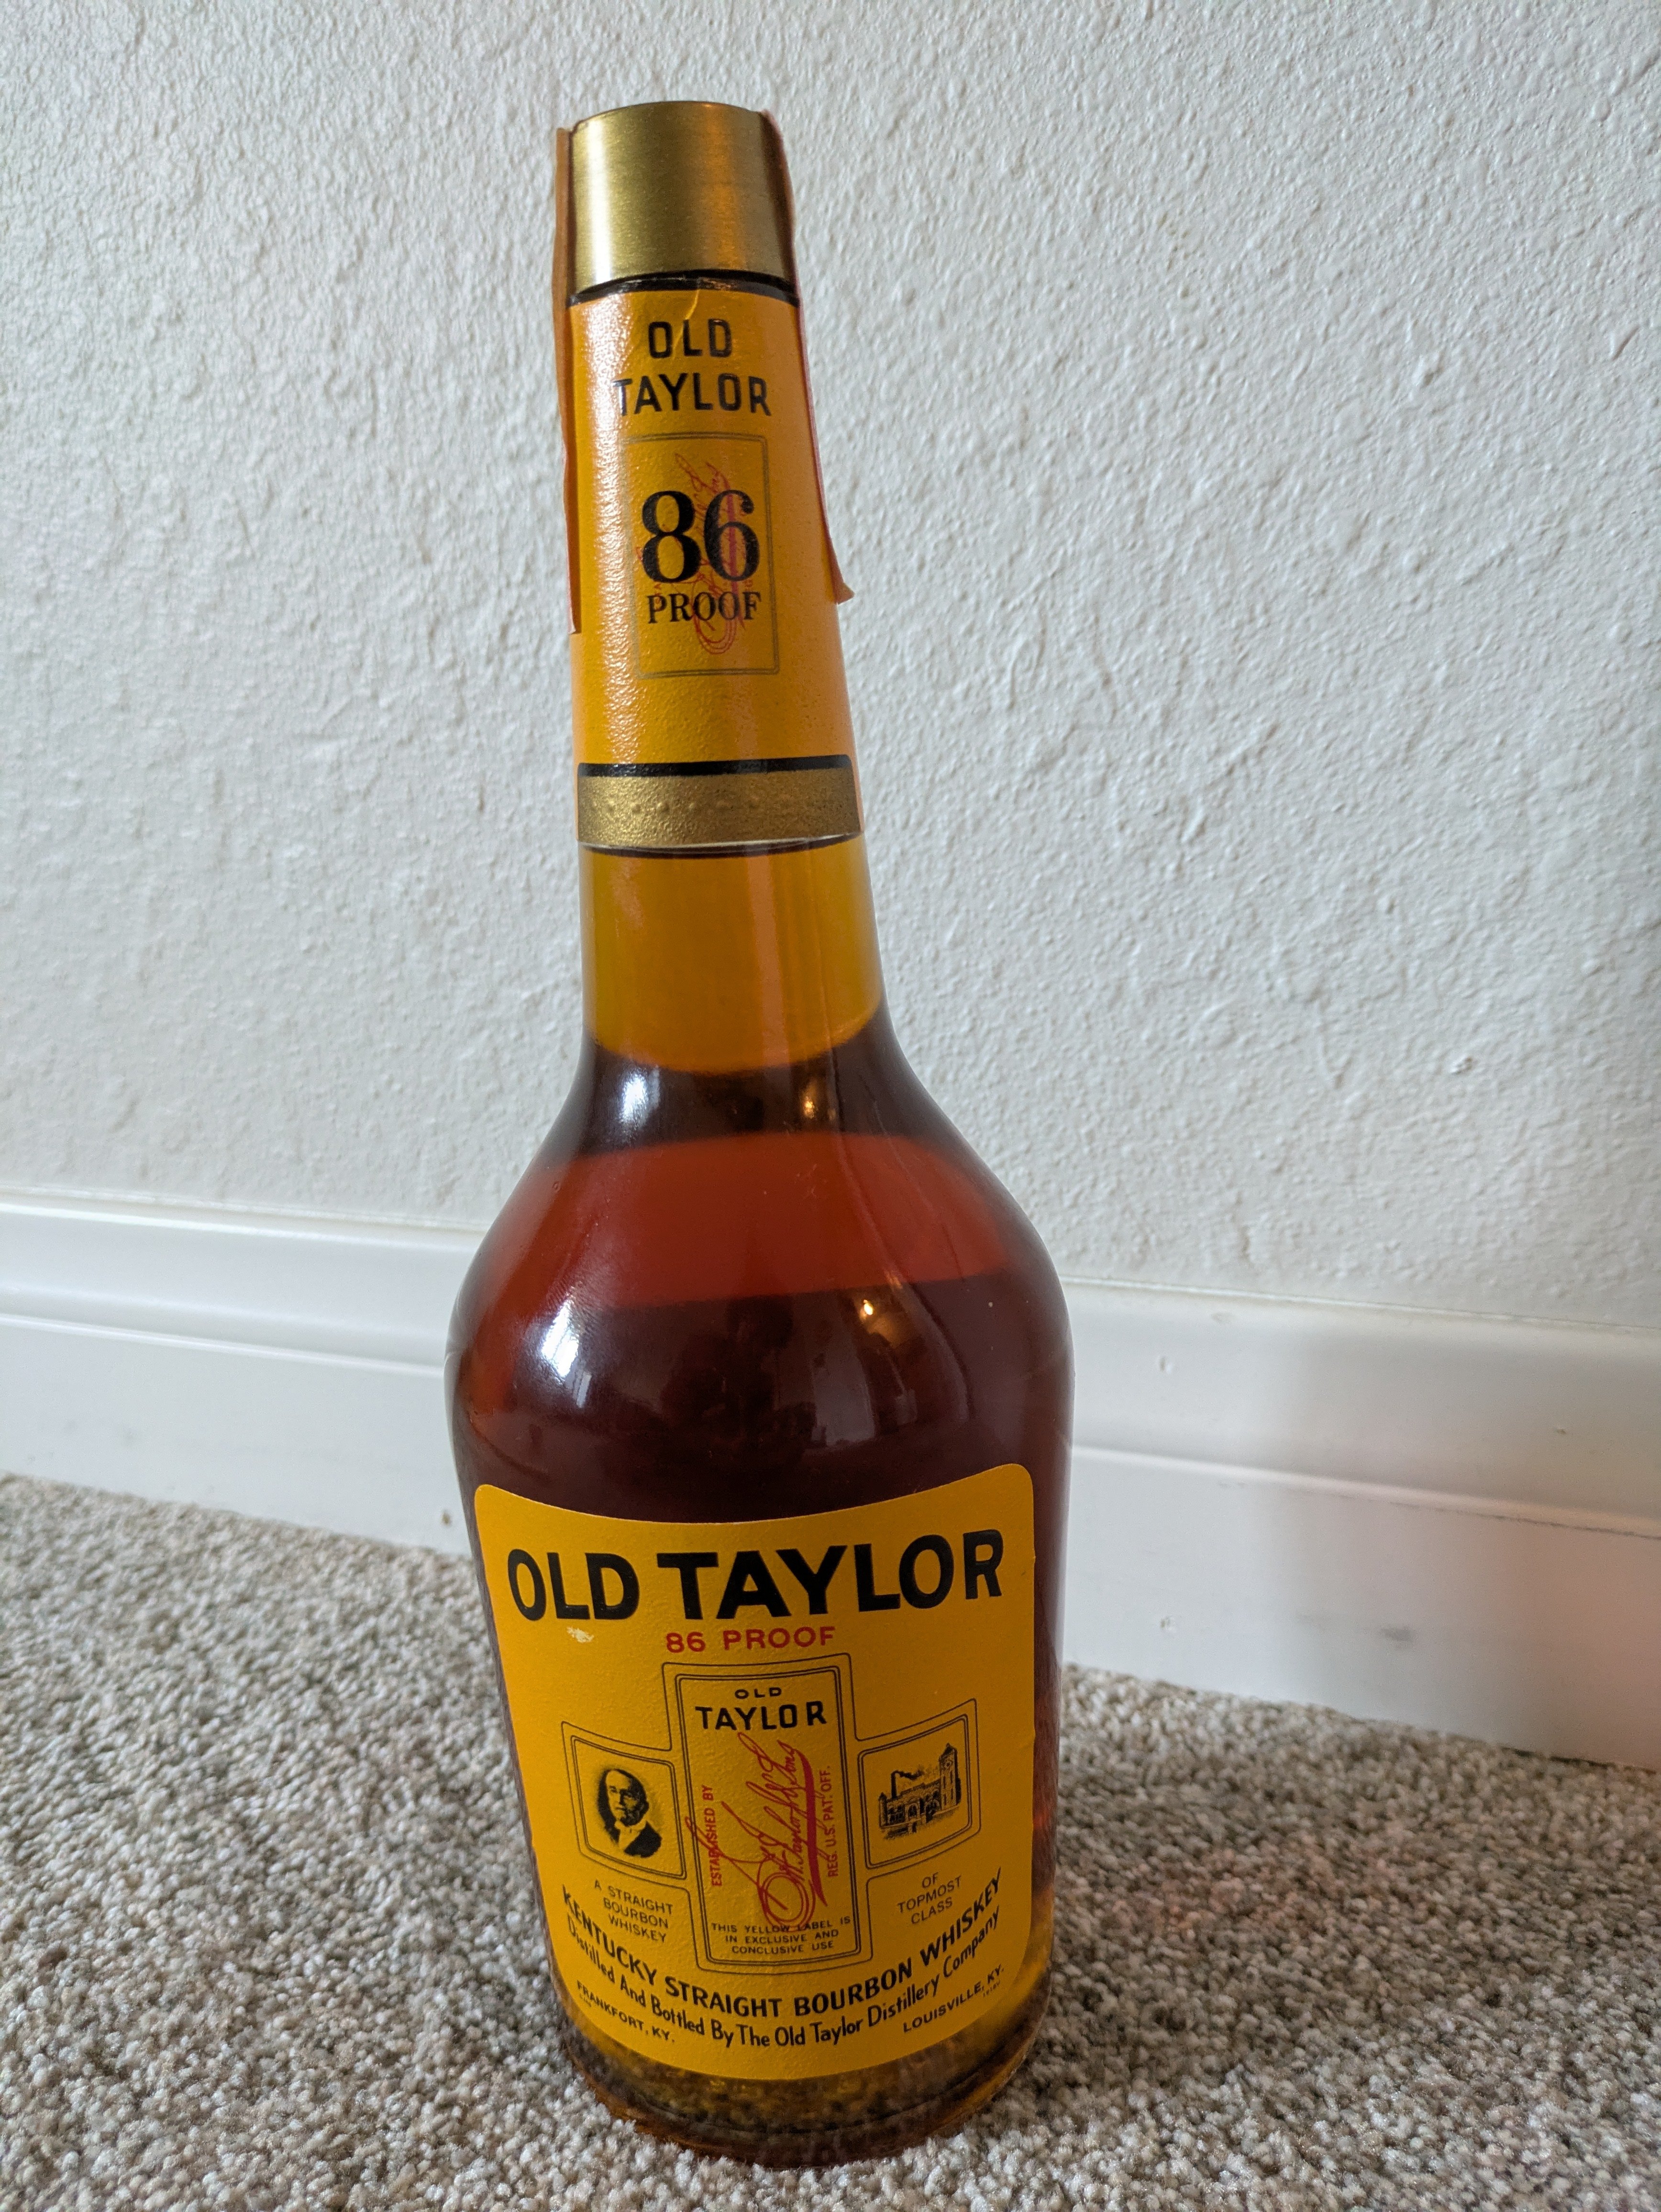 OLD
TAYLOR
86
PROOF
OLD TAYLOR
86 PROOF
OLD
TAYLOR
ESTABLISHED BY
REG. U.S. PAT. OFF.
THIS YELLOW LABEL IS
IN EXCLUSIVE AND
CONCLUSIVE USE
A STRAIGHT
BOURBON
WHISKEY
OF
TOPMOST
CLASS
KENTUCKY STRAIGHT BOURBON WHISKEY
Distilled And Bottled By The Old Taylor Distillery Company
FRANKFORT, KY.
LOUISVILLE, KY.